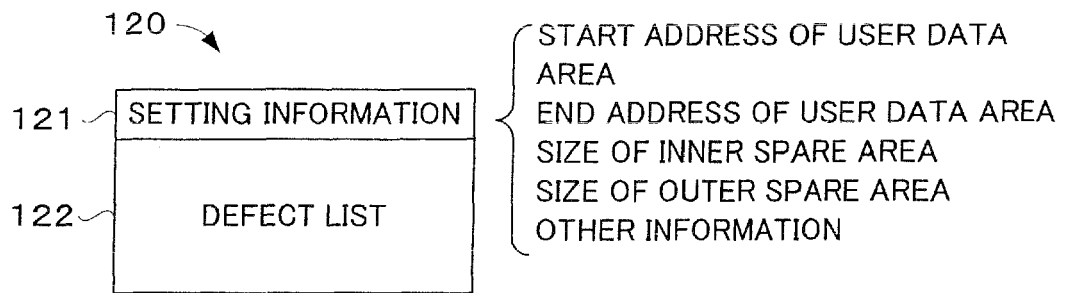 120
START ADDRESS OF USER DATA
AREA
121
SETTING INFORMATION
END ADDRESS OF USER DATA AREA
SIZE OF INNER SPARE AREA
122
DEFECT LIST
SIZE OF OUTER SPARE AREA
OTHER INFORMATION